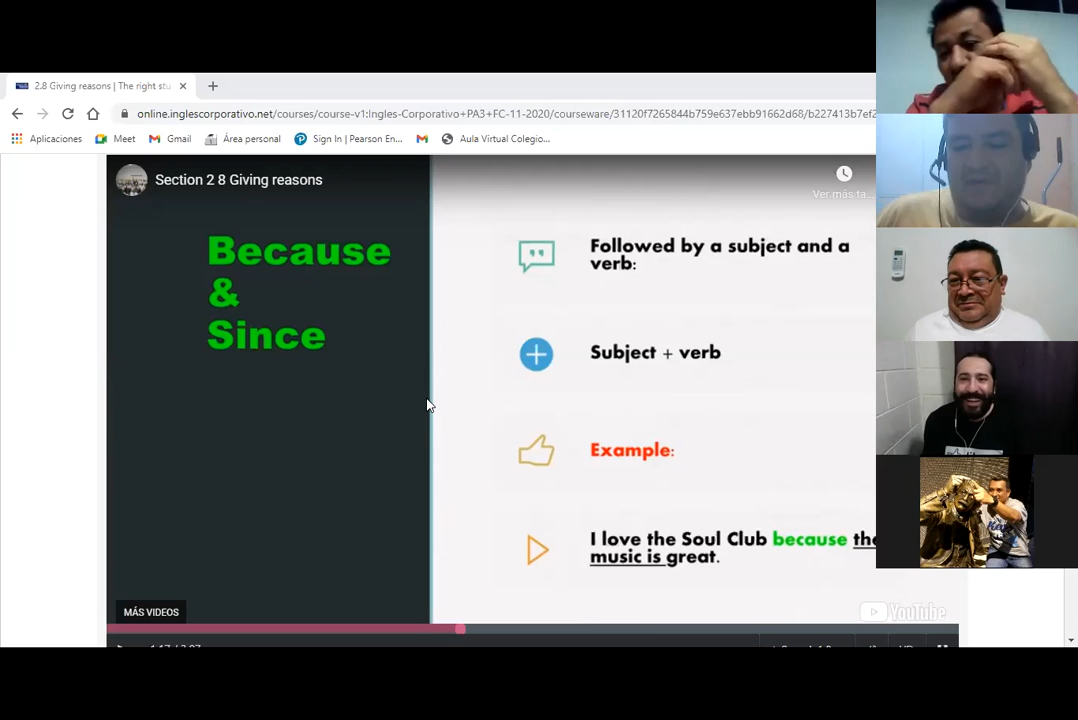 2.8 Giving reasons | The right stu
online.inglescorporativo.net/courses/course-v1:Ingles-Corporativo+PA3+FC-11-2020/courseware/31120f7265844b759e637ebb91662d68/b227413b7ef2
Aplicaciones Meet Gmail Área personal Sign In | Pearson En... Aula Virtual Colegio...
Section 2 8 Giving reasons
Ver más ta...
Because
&
Since
Followed by a subject and a
verb:
Subject + verb
Example:
I love the Soul Club because the
music is great.
MÁS VIDEOS
YouTube